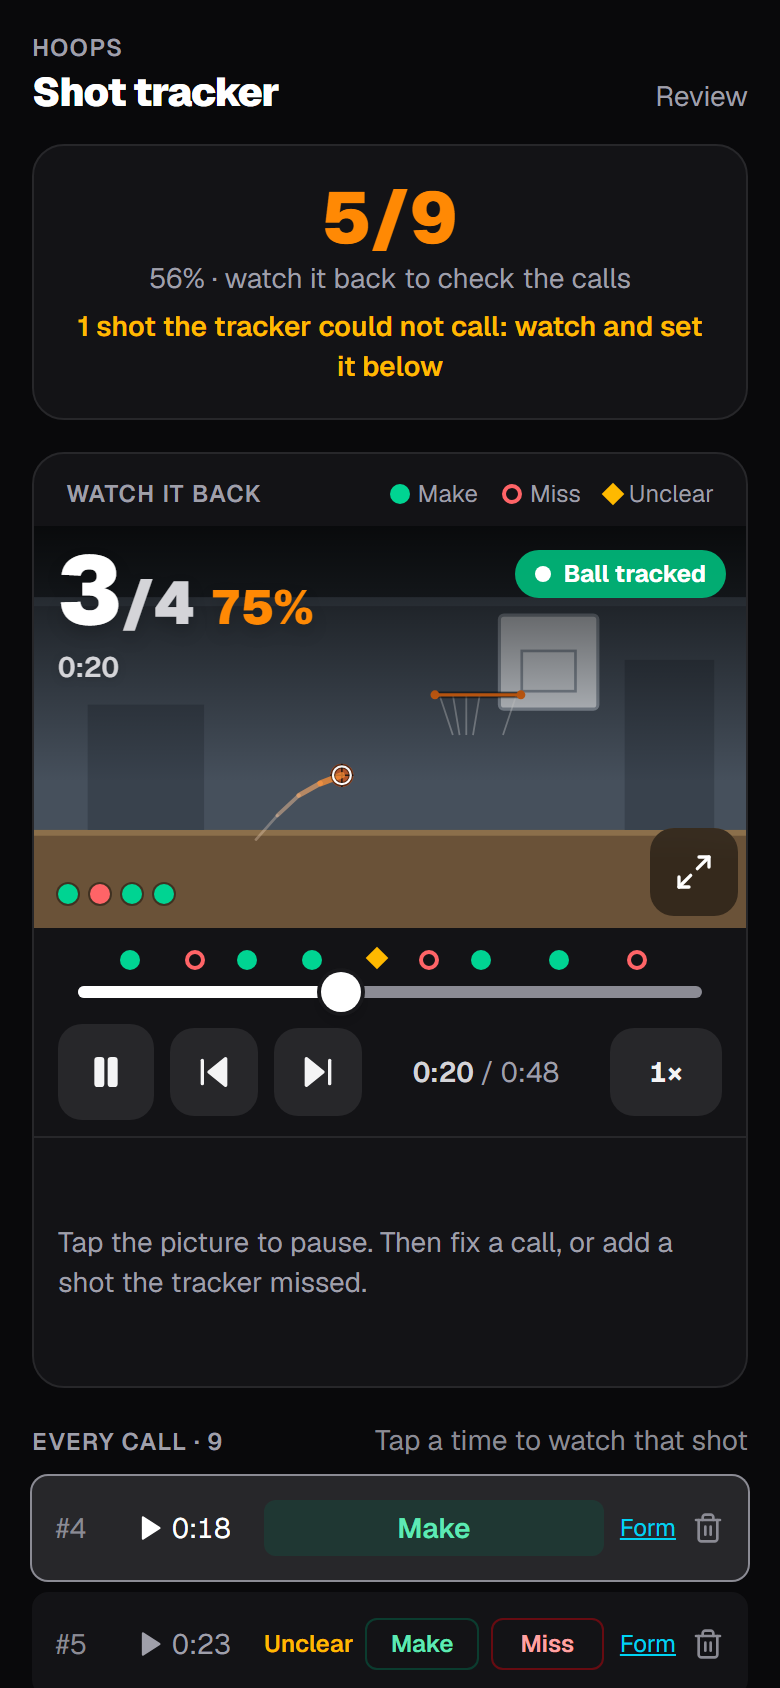 HOOPS
Shot tracker
Review
5/9
56% · watch it back to check the calls
1 shot the tracker could not call: watch and set
it below
WATCH IT BACK
Make
Miss
Unclear
3/4 75%
Ball tracked
0:20
0:20 / 0:48
1×
Tap the picture to pause. Then fix a call, or add a
shot the tracker missed.
EVERY CALL · 9
Tap a time to watch that shot
#4 0:18 Make Form
#5 0:23 Unclear Make Miss Form